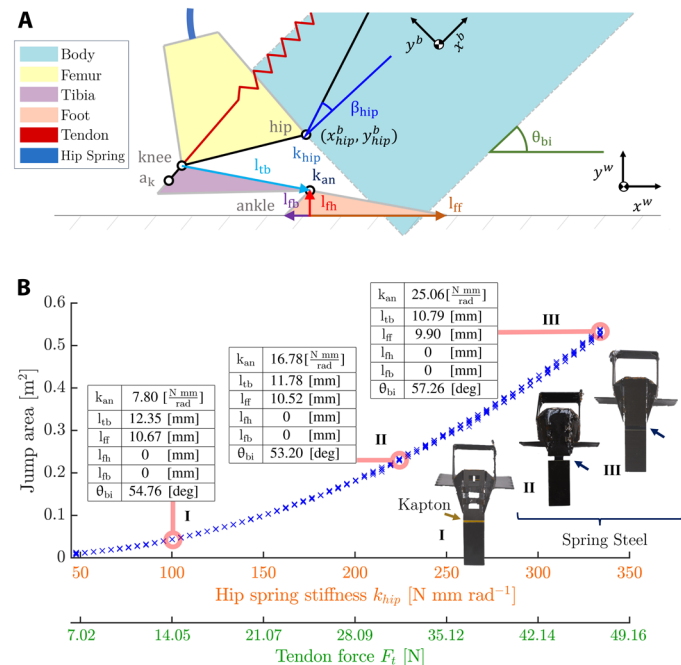 A
Body
Femur
Tibia
Foot
Tendon
Hip Spring
y^b
x^b
β_hip
hip
(x^b_hip, y^b_hip)
k_hip
θ_bi
knee
a_k
l_tb
k_an
ankle
l_fb
l_fh
l_ff
y^w
x^w
B
Jump area [m²]
0.6
0.5
0.4
0.3
0.2
0.1
0
k_an 7.80 [N mm/rad]
l_tb 12.35 [mm]
l_ff 10.67 [mm]
l_fh 0 [mm]
l_fb 0 [mm]
θ_bi 54.76 [deg]
I
k_an 16.78 [N mm/rad]
l_tb 11.78 [mm]
l_ff 10.52 [mm]
l_fh 0 [mm]
l_fb 0 [mm]
θ_bi 53.20 [deg]
II
k_an 25.06 [N mm/rad]
l_tb 10.79 [mm]
l_ff 9.90 [mm]
l_fh 0 [mm]
l_fb 0 [mm]
θ_bi 57.26 [deg]
III
Kapton
I
II
III
Spring Steel
100 150 200 250 300 350
Hip spring stiffness k_hip [N mm rad⁻¹]
7.02 14.05 21.07 28.09 35.12 42.14 49.16
Tendon force F_t [N]